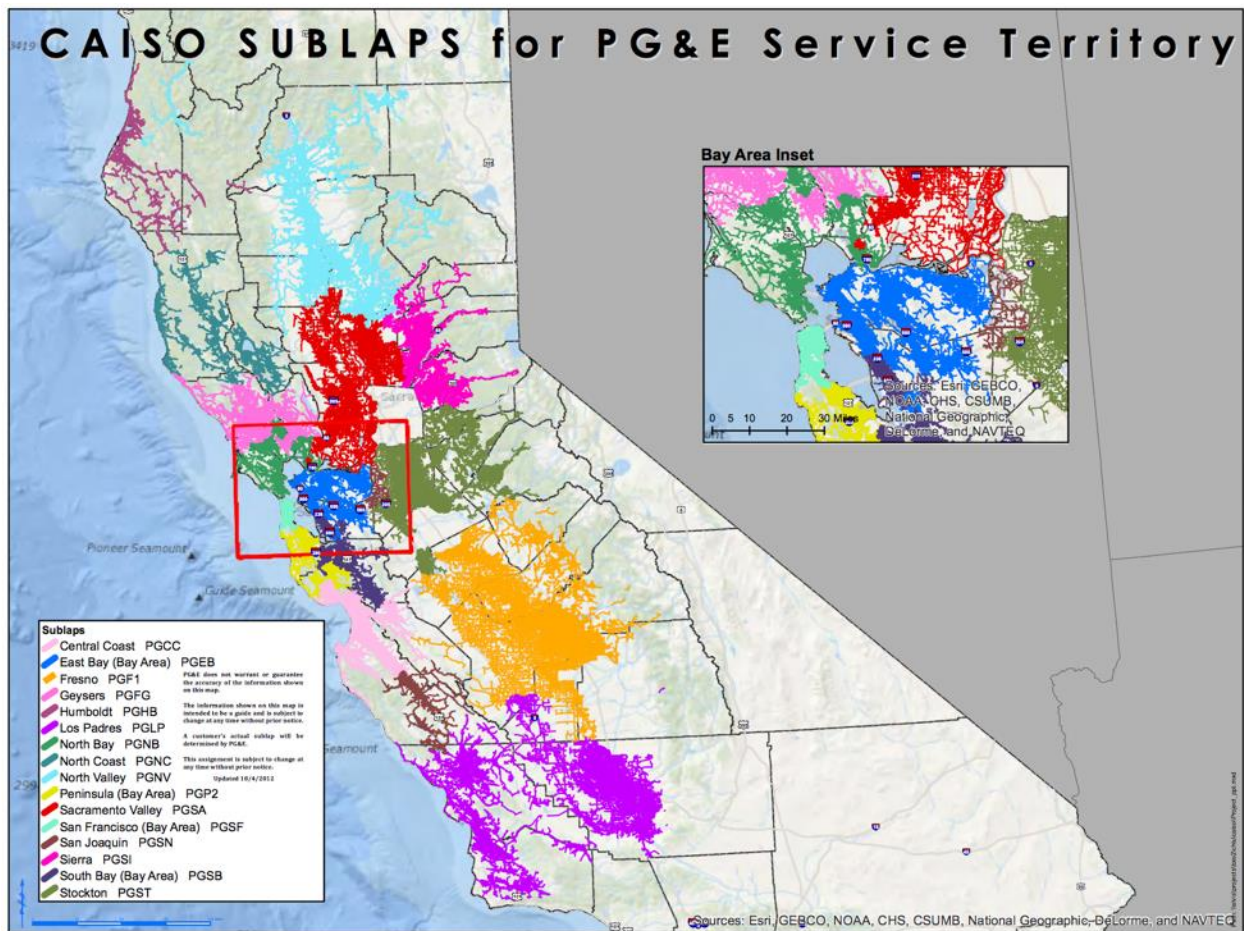 CAISO SUBLAPS for PG&E Service Territory
Bay Area Inset
Sources: Esri, GEBCO,
NOAA, CHS, CSUMB,
National Geographic,
DeLorme, and NAVTEQ
0 5 10 20 30 Miles
Pioneer Seamount
Guide Seamount
Seamount
Sublaps
Central Coast PGCC
East Bay (Bay Area) PGEB
Fresno PGF1
Geysers PGFG
Humboldt PGHB
Los Padres PGLP
North Bay PGNB
North Coast PGNC
North Valley PGNV
Peninsula (Bay Area) PGP2
Sacramento Valley PGSA
San Francisco (Bay Area) PGSF
San Joaquin PGSN
Sierra PGSI
South Bay (Bay Area) PGSB
Stockton PGST
PG&E does not warrant or guarantee
the accuracy of the information shown
on this map.
The information shown on this map is
intended to be a guide and is subject to
change at any time without prior notice.
A customer's actual sublap will be
determined by PG&E.
This assignment is subject to change at
any time without prior notice.
Updated 10/4/2012
Sources: Esri, GEBCO, NOAA, CHS, CSUMB, National Geographic, DeLorme, and NAVTEQ